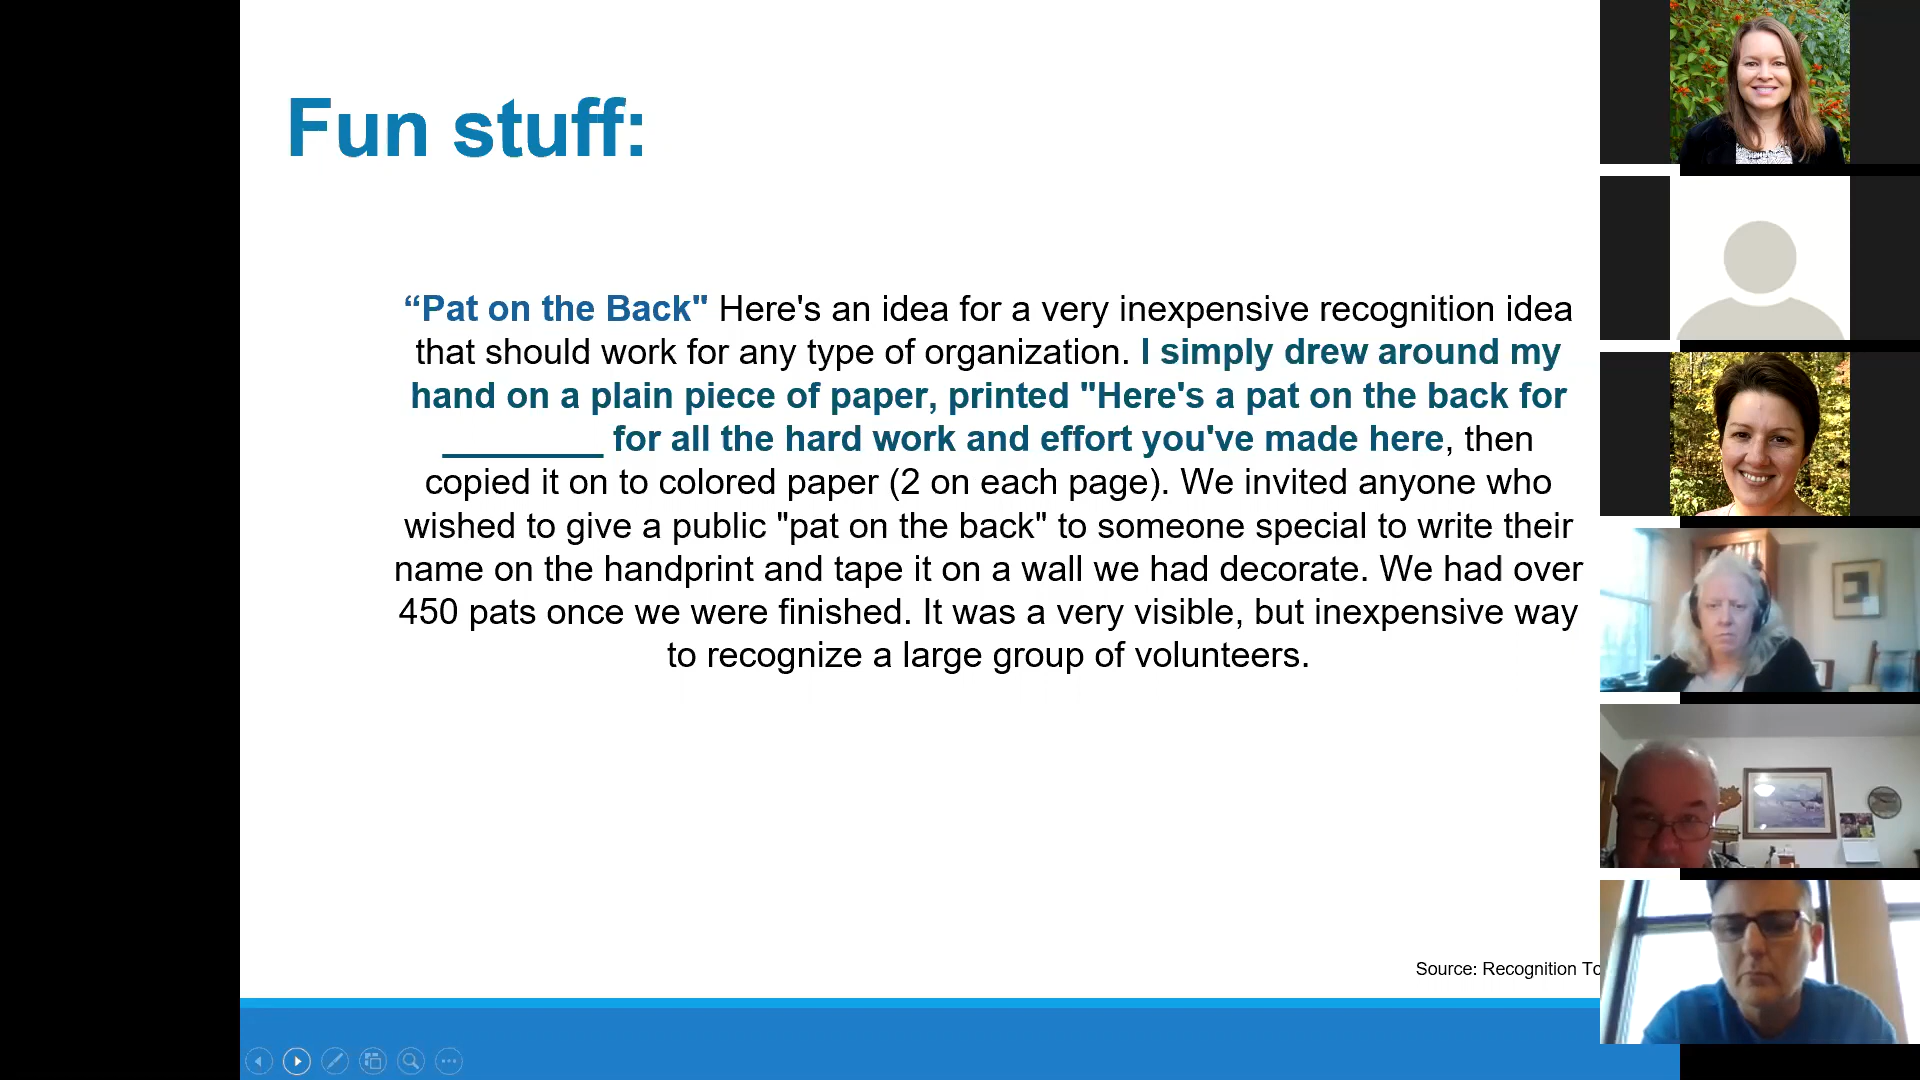 Fun stuff:
“Pat on the Back" Here's an idea for a very inexpensive recognition idea
that should work for any type of organization. I simply drew around my
hand on a plain piece of paper, printed "Here's a pat on the back for
________ for all the hard work and effort you've made here, then
copied it on to colored paper (2 on each page). We invited anyone who
wished to give a public "pat on the back" to someone special to write their
name on the handprint and tape it on a wall we had decorate. We had over
450 pats once we were finished. It was a very visible, but inexpensive way
to recognize a large group of volunteers.
Source: Recognition